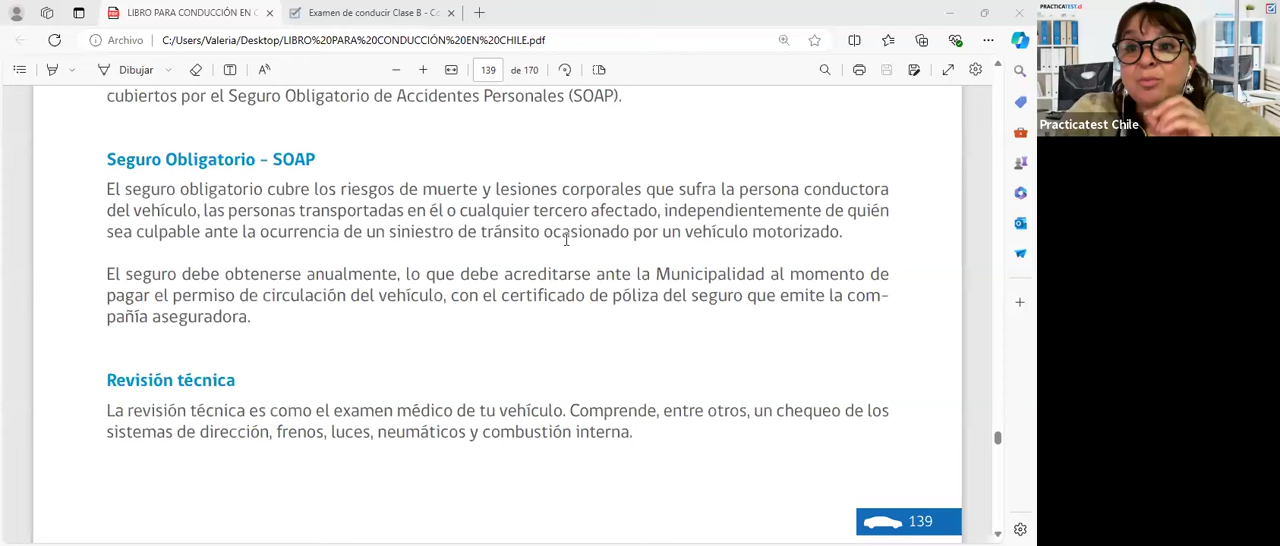 LIBRO PARA CONDUCCIÓN EN C
Examen de conducir Clase B - Co
Archivo
C:/Users/Valeria/Desktop/LIBRO%20PARA%20CONDUCCIÓN%20EN%20CHILE.pdf
Dibujar
139
de 170
cubiertos por el Seguro Obligatorio de Accidentes Personales (SOAP).
Seguro Obligatorio – SOAP
El seguro obligatorio cubre los riesgos de muerte y lesiones corporales que sufra la persona conductora
del vehículo, las personas transportadas en él o cualquier tercero afectado, independientemente de quién
sea culpable ante la ocurrencia de un siniestro de tránsito ocasionado por un vehículo motorizado.
El seguro debe obtenerse anualmente, lo que debe acreditarse ante la Municipalidad al momento de
pagar el permiso de circulación del vehículo, con el certificado de póliza del seguro que emite la com-
pañía aseguradora.
Revisión técnica
La revisión técnica es como el examen médico de tu vehículo. Comprende, entre otros, un chequeo de los
sistemas de dirección, frenos, luces, neumáticos y combustión interna.
139
PRACTICATEST.cl
Practicatest Chile